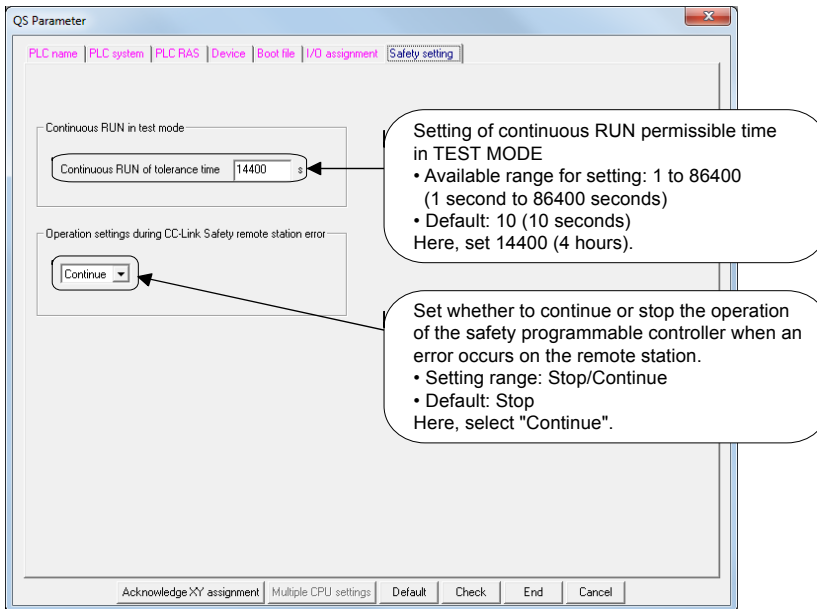 QS Parameter
PLC name PLC system PLC RAS Device Boot file I/O assignment Safety setting
Continuous RUN in test mode
Continuous RUN of tolerance time 14400 s
Setting of continuous RUN permissible time
in TEST MODE
• Available range for setting: 1 to 86400
(1 second to 86400 seconds)
• Default: 10 (10 seconds)
Here, set 14400 (4 hours).
Operation settings during CC-Link Safety remote station error
Continue
Set whether to continue or stop the operation
of the safety programmable controller when an
error occurs on the remote station.
• Setting range: Stop/Continue
• Default: Stop
Here, select "Continue".
Acknowledge XY assignment Multiple CPU settings Default Check End Cancel